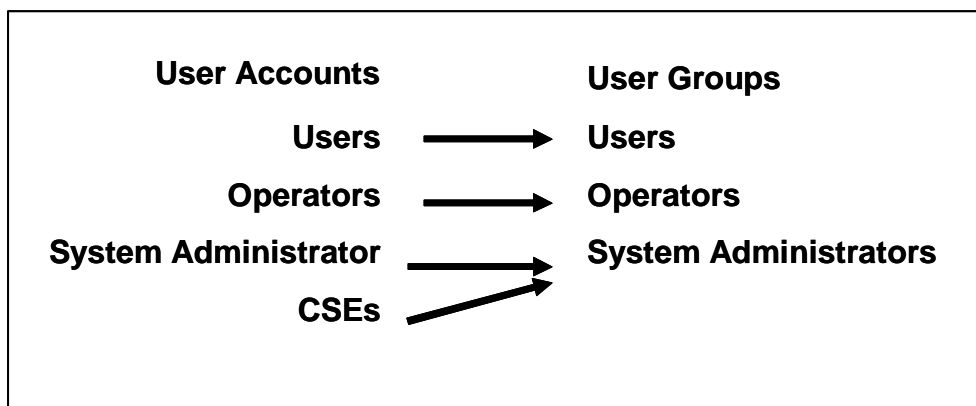 User Accounts
User Groups
Users
Users
Operators
Operators
System Administrator
System Administrators
CSEs